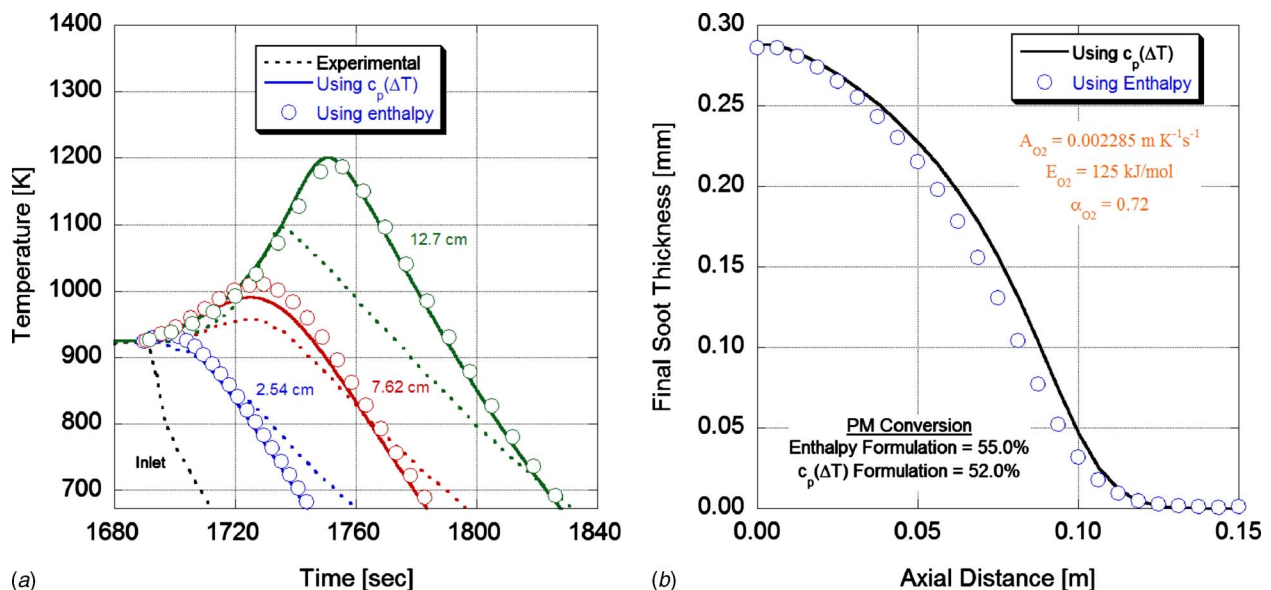 1400
1300
1200
1100
1000
900
800
700
Temperature [K]
Experimental
Using c_p(ΔT)
Using enthalpy
12.7 cm
7.62 cm
2.54 cm
Inlet
1680 1720 1760 1800 1840
Time [sec]
(a)
0.30
0.25
0.20
0.15
0.10
0.05
0.00
Final Soot Thickness [mm]
Using c_p(ΔT)
Using Enthalpy
A_O2 = 0.002285 m K⁻¹s⁻¹
E_O2 = 125 kJ/mol
α_O2 = 0.72
PM Conversion
Enthalpy Formulation = 55.0%
c_p(ΔT) Formulation = 52.0%
0.00 0.05 0.10 0.15
Axial Distance [m]
(b)